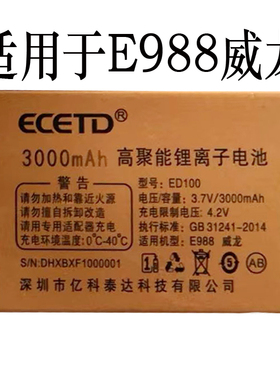 适用于E988威龙
ECETD®
3000mAh 高聚能锂离子电池
警告
请勿加热和靠近火源
请勿擅自拆卸改造
请用专用适配器充电
充电环境温度0°C-40°C
型号：ED100
电压/容量：3.7V/3000mAh
充电限制电压：4.2V
执行标准：GB 31241-2014
适用机型：E988 威龙
S/N:DHXBXF1000001
深圳市亿科泰达科技有限公司